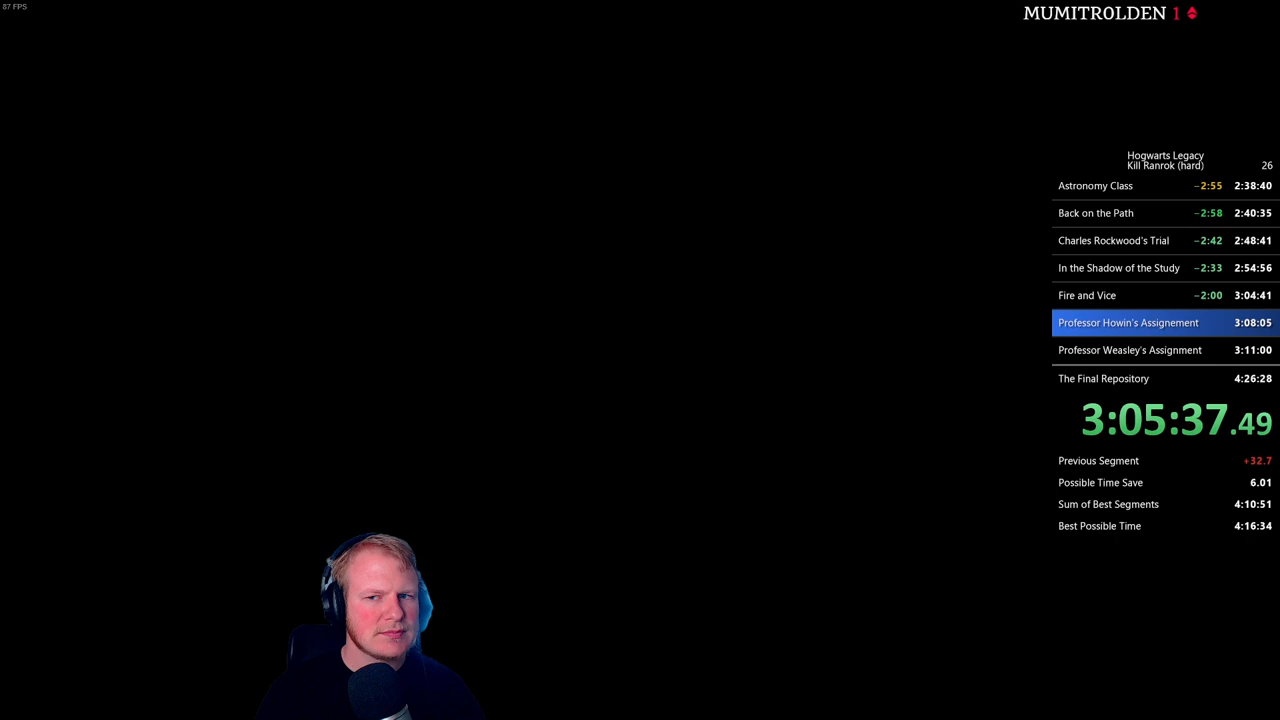 87 FPS
MUMITR0LDEN 1
Hogwarts Legacy
Kill Ranrok (hard) 26
Astronomy Class −2:55 2:38:40
Back on the Path −2:58 2:40:35
Charles Rockwood's Trial −2:42 2:48:41
In the Shadow of the Study −2:33 2:54:56
Fire and Vice −2:00 3:04:41
Professor Howin's Assignement 3:08:05
Professor Weasley's Assignment 3:11:00
The Final Repository 4:26:28
3:05:37.49
Previous Segment +32.7
Possible Time Save 6.01
Sum of Best Segments 4:10:51
Best Possible Time 4:16:34